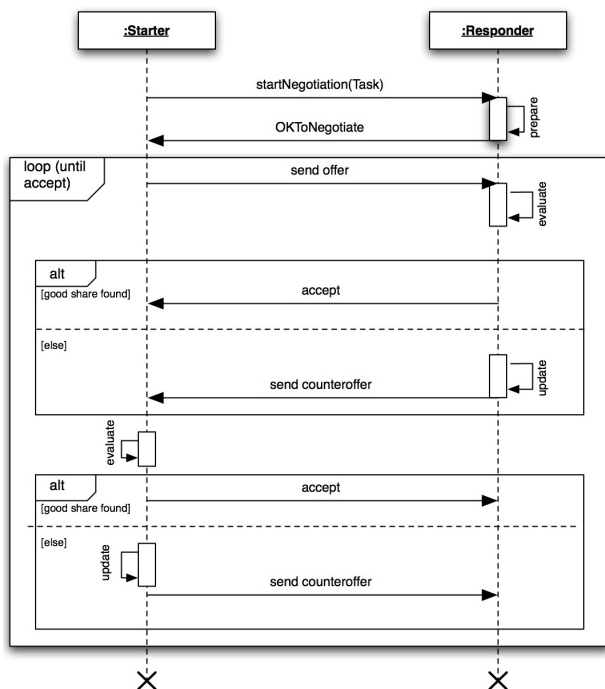 :Starter
:Responder
startNegotiation(Task)
prepare
OKToNegotiate
loop (until
accept)
send offer
evaluate
alt
[good share found]
accept
[else]
update
send counteroffer
evaluate
alt
accept
[good share found]
[else]
update
send counteroffer